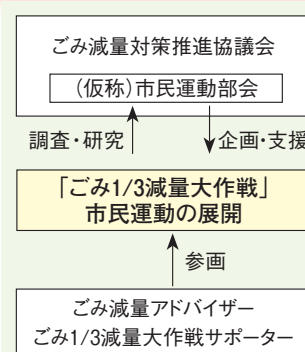 ごみ減量対策推進協議会
(仮称)市民運動部会
調査・研究
企画・支援
「ごみ1/3減量大作戦」
市民運動の展開
参画
ごみ減量アドバイザー
ごみ1/3減量大作戦サポーター